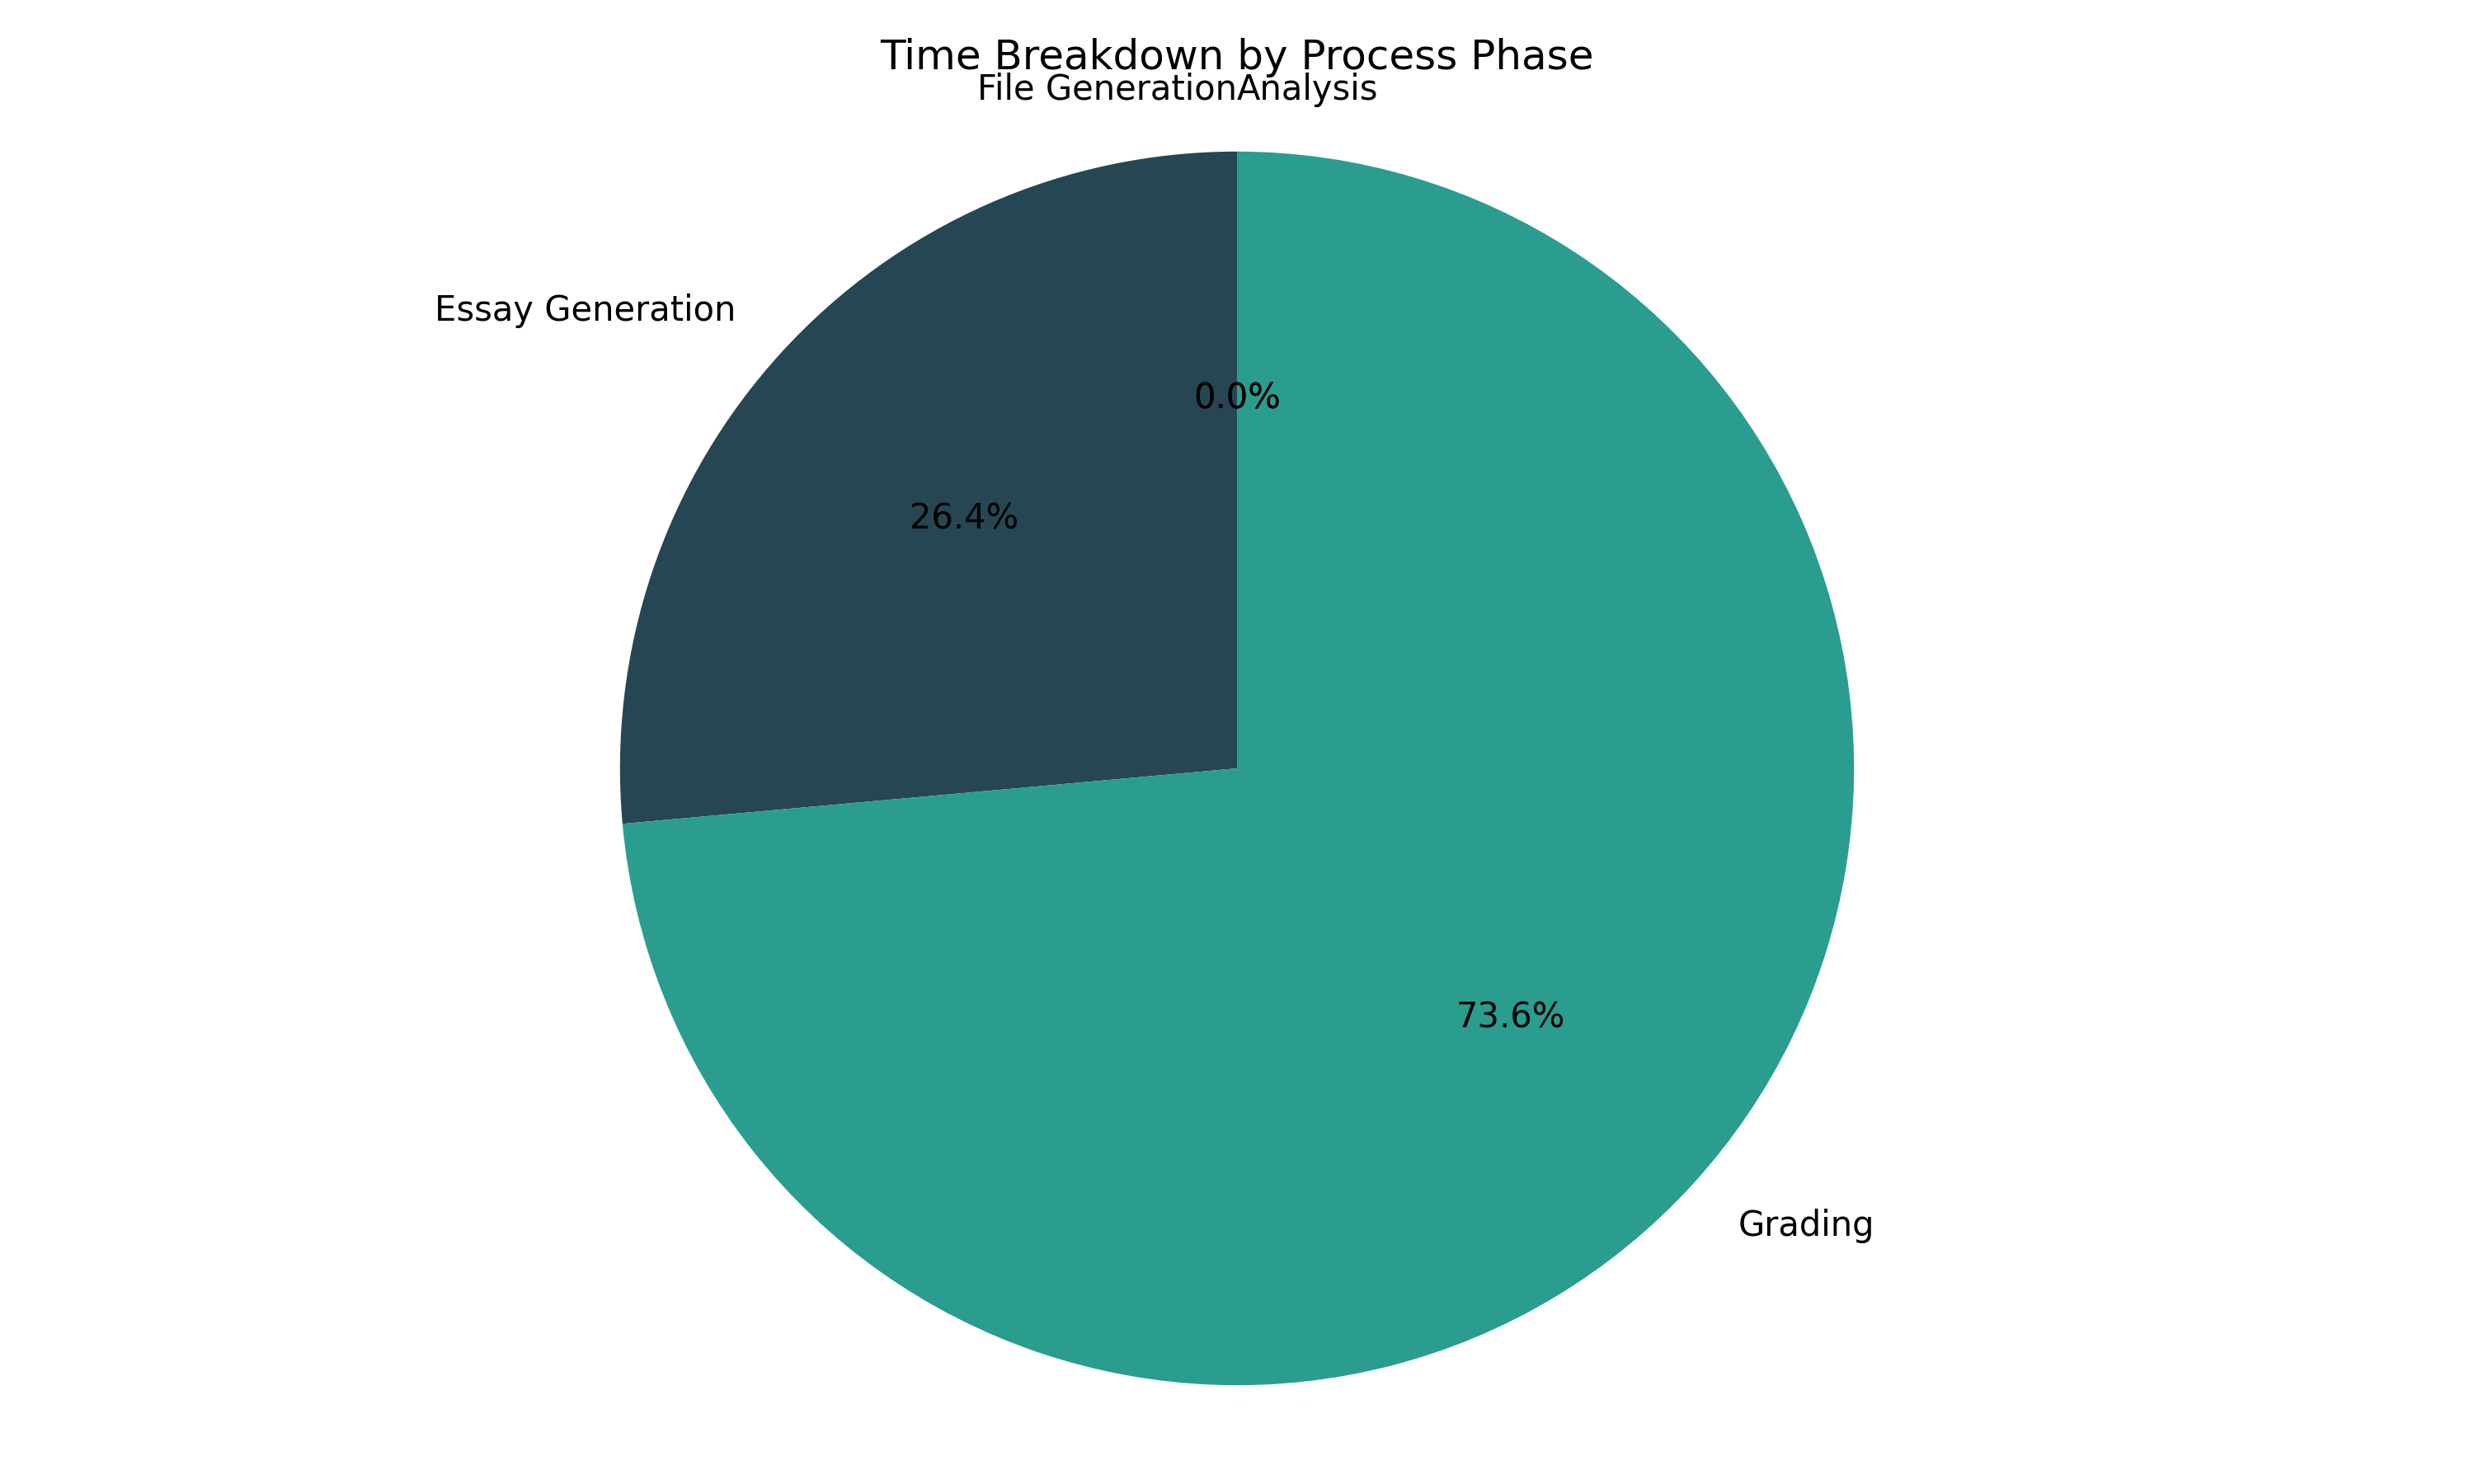 Time Breakdown by Process Phase
File GenerationAnalysis
Essay Generation
0.0%
26.4%
73.6%
Grading